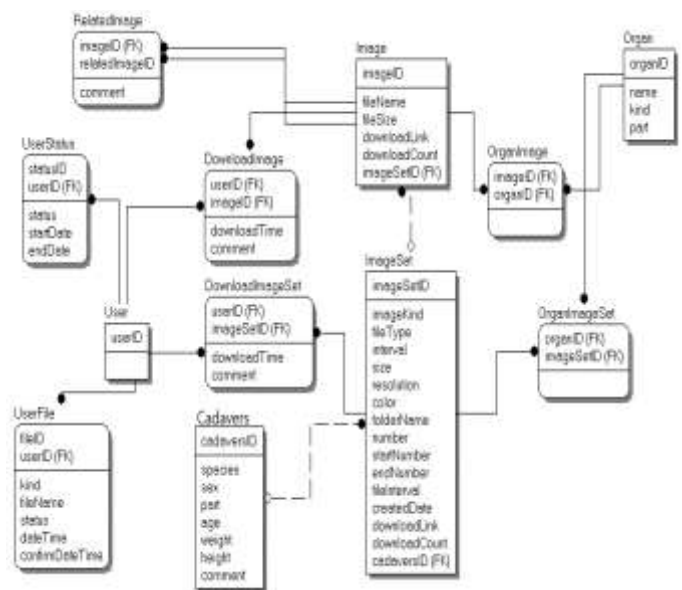 RelatedImage
imageID (FK)
relatedImageID
comment
Image
imageID
fileName
fileSize
downloadLink
downloadCount
imageSetID (FK)
Organ
organID
name
kind
part
UserStatus
statusID
userID (FK)
status
startDate
endDate
DownloadImage
userID (FK)
imageID (FK)
downloadTime
comment
OrganImage
imageID (FK)
organID (FK)
User
userID
DownloadImageSet
userID (FK)
imageSetID (FK)
downloadTime
comment
ImageSet
imageSetID
imageKind
fileType
interval
size
resolution
color
folderName
number
startNumber
endNumber
fileInterval
createdDate
downloadLink
downloadCount
cadaversID (FK)
OrganImageSet
organID (FK)
imageSetID (FK)
UserFile
fileID
userID (FK)
kind
fileName
status
dateTime
confirmDateTime
Cadavers
cadaversID
species
sex
part
age
weight
height
comment